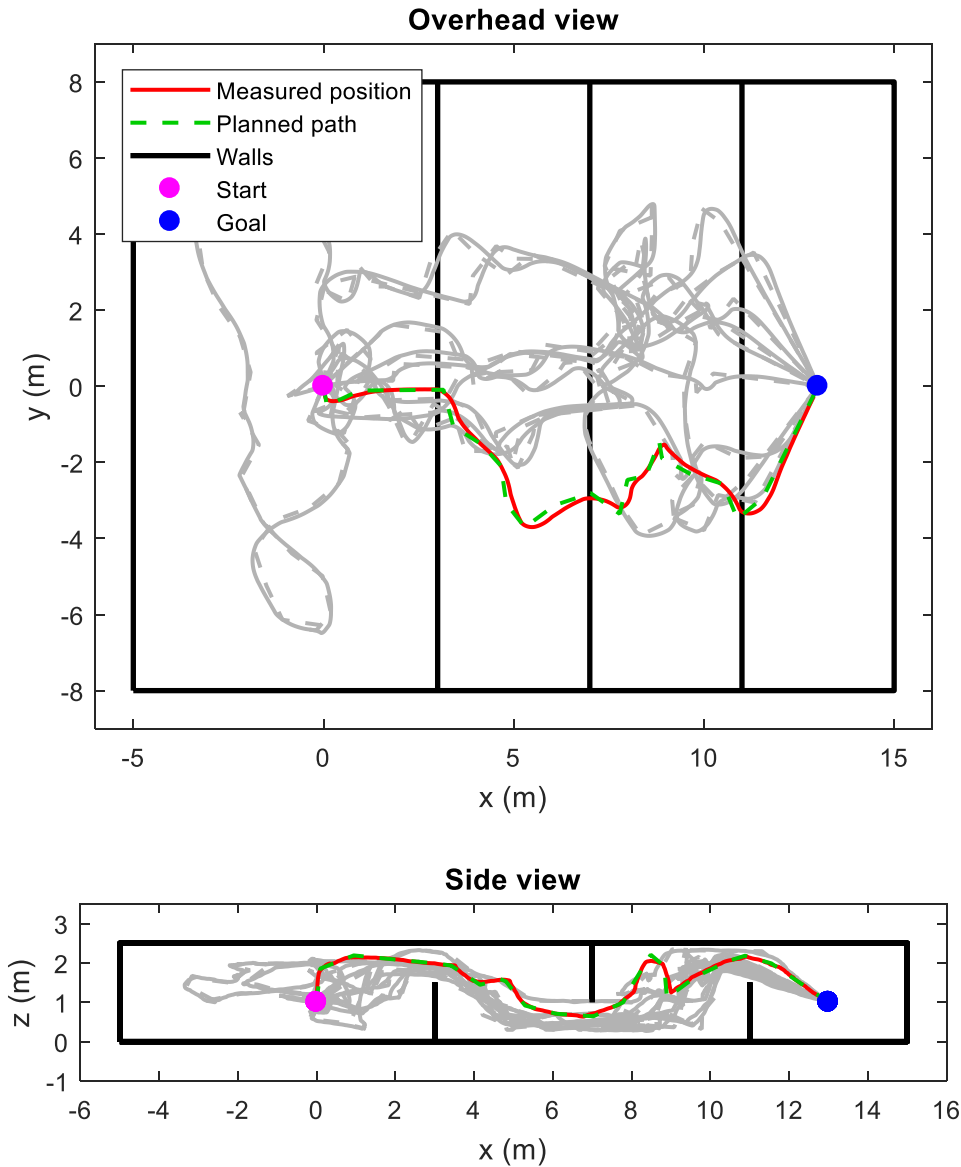 Overhead view
8
6
4
2
0
-2
-4
-6
-8
y (m)
Measured position
Planned path
Walls
Start
Goal
-5 0 5 10 15
x (m)
Side view
3
2
1
0
-1
z (m)
-6 -4 -2 0 2 4 6 8 10 12 14 16
x (m)